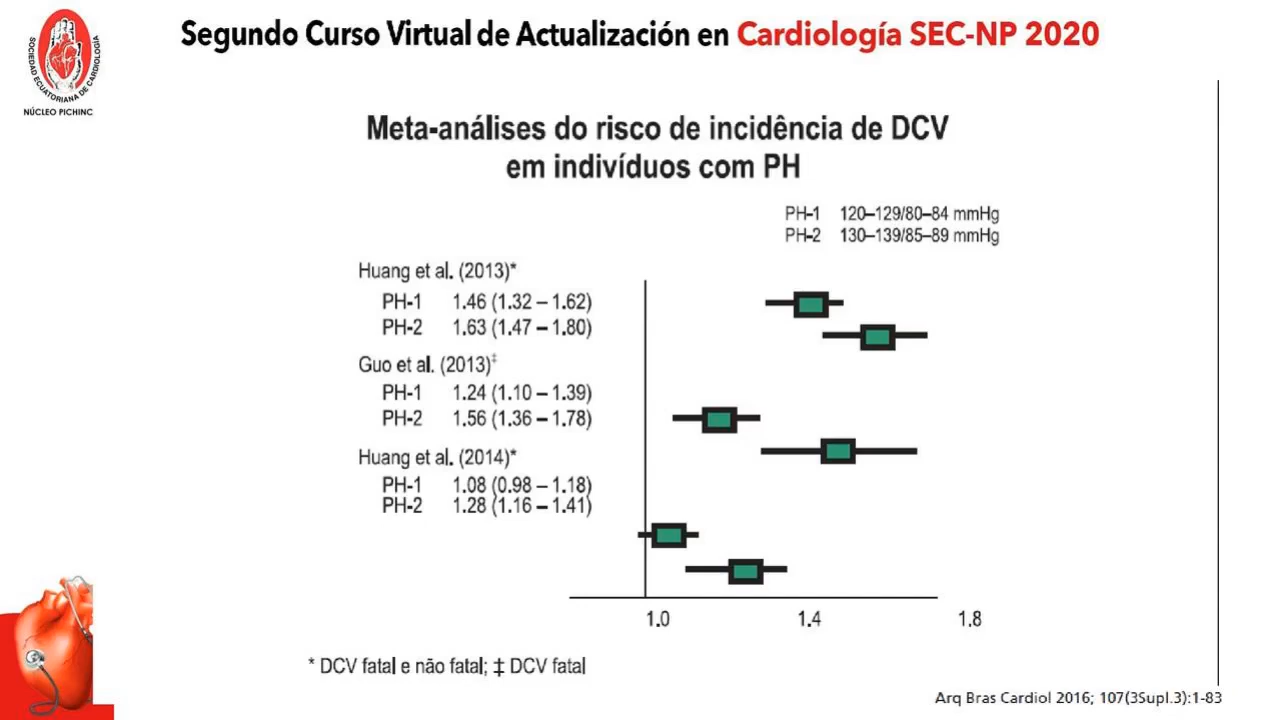 Segundo Curso Virtual de Actualización en Cardiología SEC-NP 2020
SOCIEDAD ECUATORIANA DE CARDIOLOGÍA
NÚCLEO PICHINC
Meta-análises do risco de incidência de DCV
em indivíduos com PH
PH-1 120–129/80–84 mmHg
PH-2 130–139/85–89 mmHg
Huang et al. (2013)*
PH-1 1.46 (1.32 – 1.62)
PH-2 1.63 (1.47 – 1.80)
Guo et al. (2013)‡
PH-1 1.24 (1.10 – 1.39)
PH-2 1.56 (1.36 – 1.78)
Huang et al. (2014)*
PH-1 1.08 (0.98 – 1.18)
PH-2 1.28 (1.16 – 1.41)
1.0 1.4 1.8
* DCV fatal e não fatal; ‡ DCV fatal
Arq Bras Cardiol 2016; 107(3Supl.3):1-83